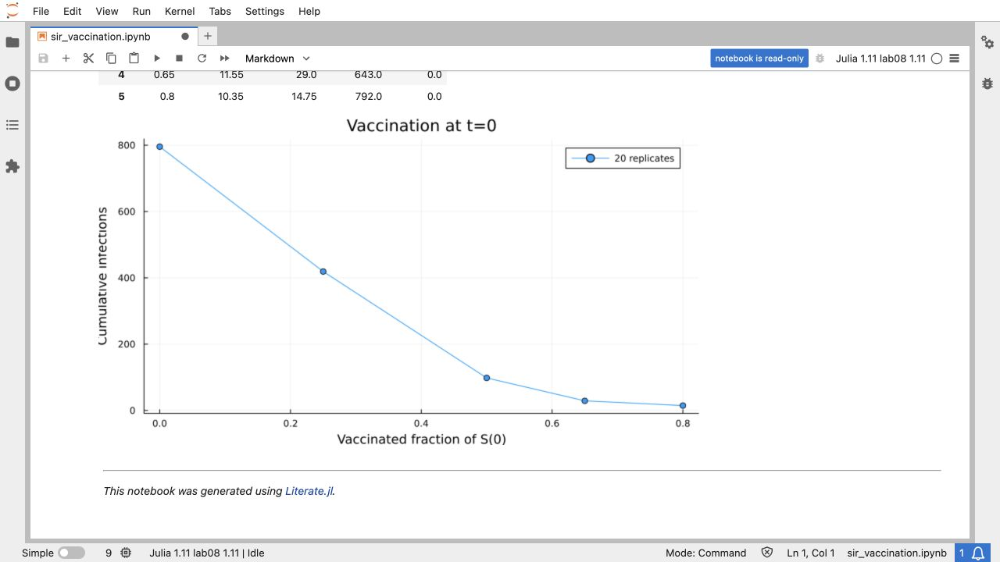 File Edit View Run Kernel Tabs Settings Help
sir_vaccination.ipynb
Markdown
notebook is read-only
Julia 1.11 lab08 1.11
4 0.65 11.55 29.0 643.0 0.0
5 0.8 10.35 14.75 792.0 0.0
Vaccination at t=0
20 replicates
Cumulative Infections
800
600
400
200
0
0.0 0.2 0.4 0.6 0.8
Vaccinated fraction of S(0)
This notebook was generated using Literate.jl.
Simple 9 Julia 1.11 lab08 1.11 | Idle Mode: Command Ln 1, Col 1 sir_vaccination.ipynb 1